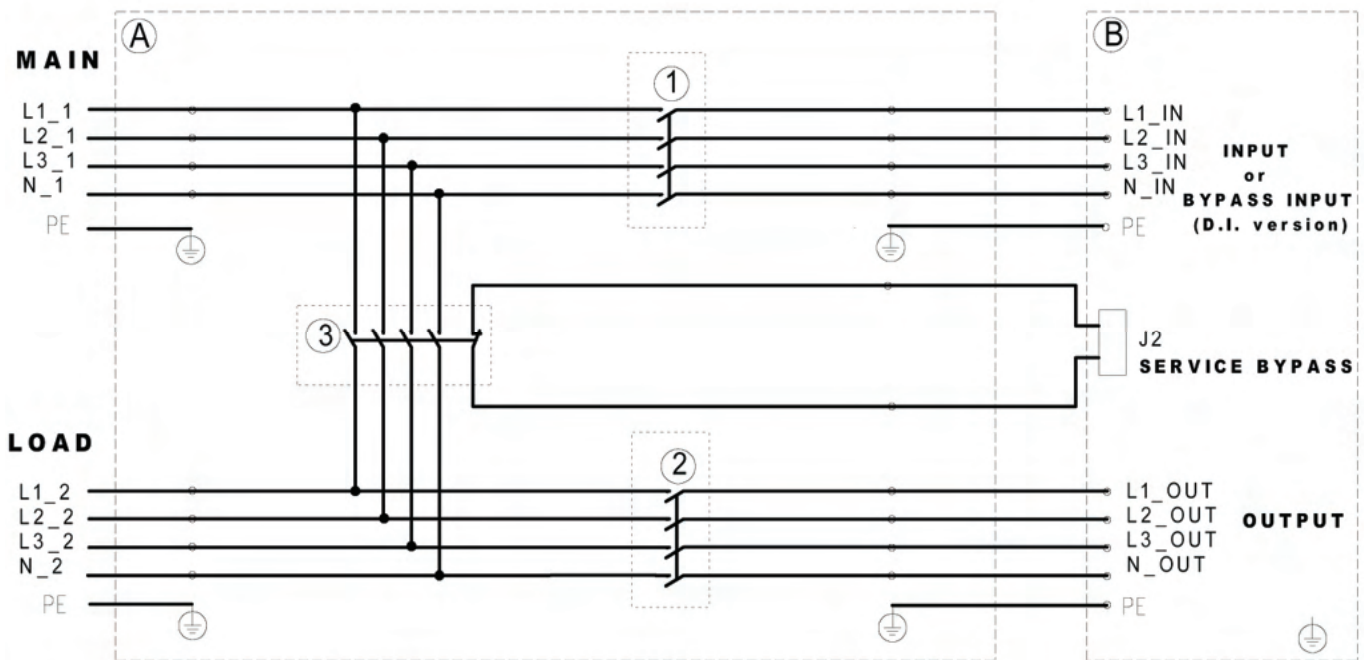 A
B
MAIN
1
L1_1
L2_1
L3_1
N_1
PE
L1_IN
L2_IN
L3_IN
N_IN
PE
INPUT
or
BYPASS INPUT
(D.I. version)
3
J2
SERVICE BYPASS
LOAD
2
L1_2
L2_2
L3_2
N_2
PE
L1_OUT
L2_OUT
L3_OUT
N_OUT
PE
OUTPUT